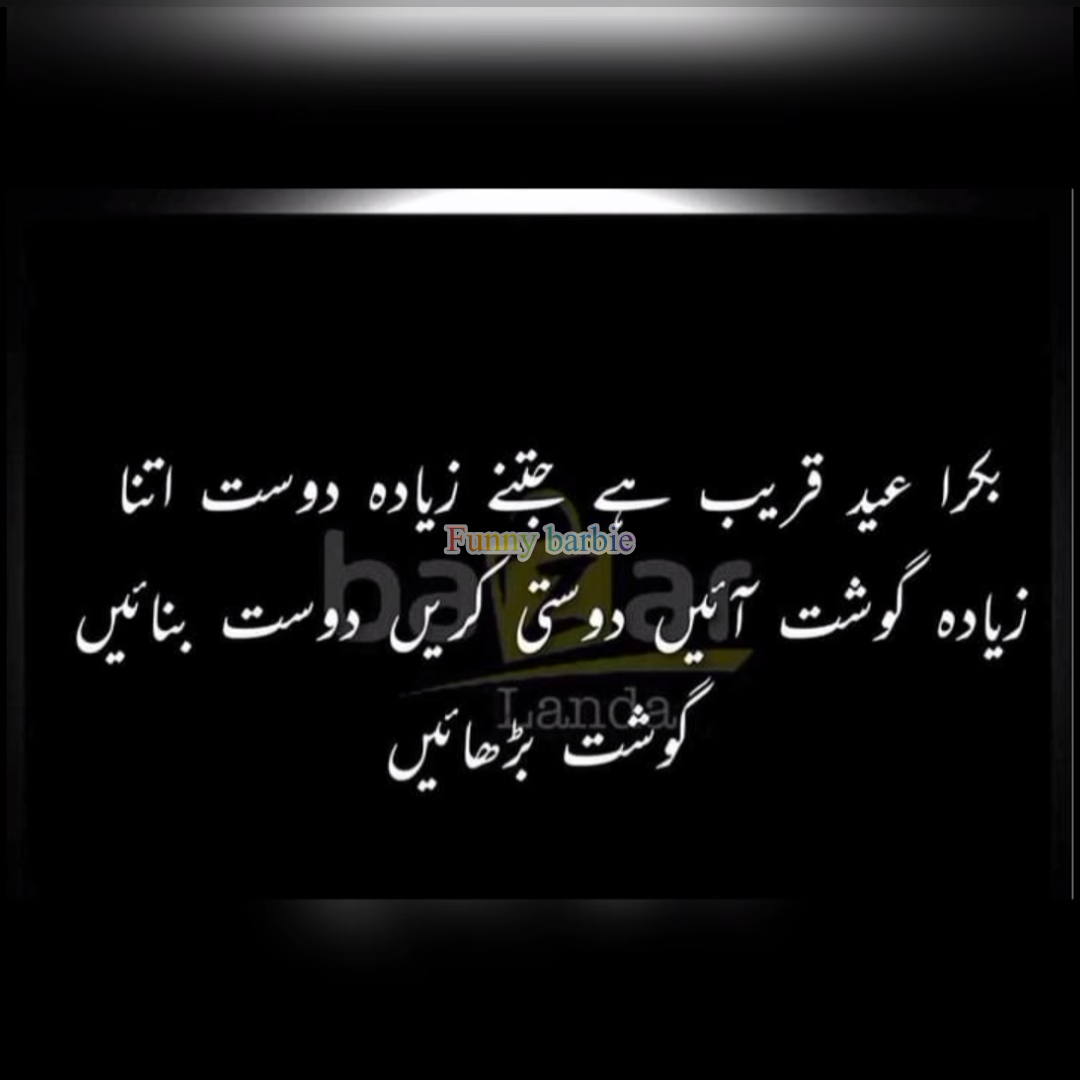 بکرا عید قریب ہے جتنے زیادہ دوست اتنا
Funny barbie
زیادہ گوشت آئیں دوستی کریں دوست بنائیں
Landa
گوشت بڑھائیں